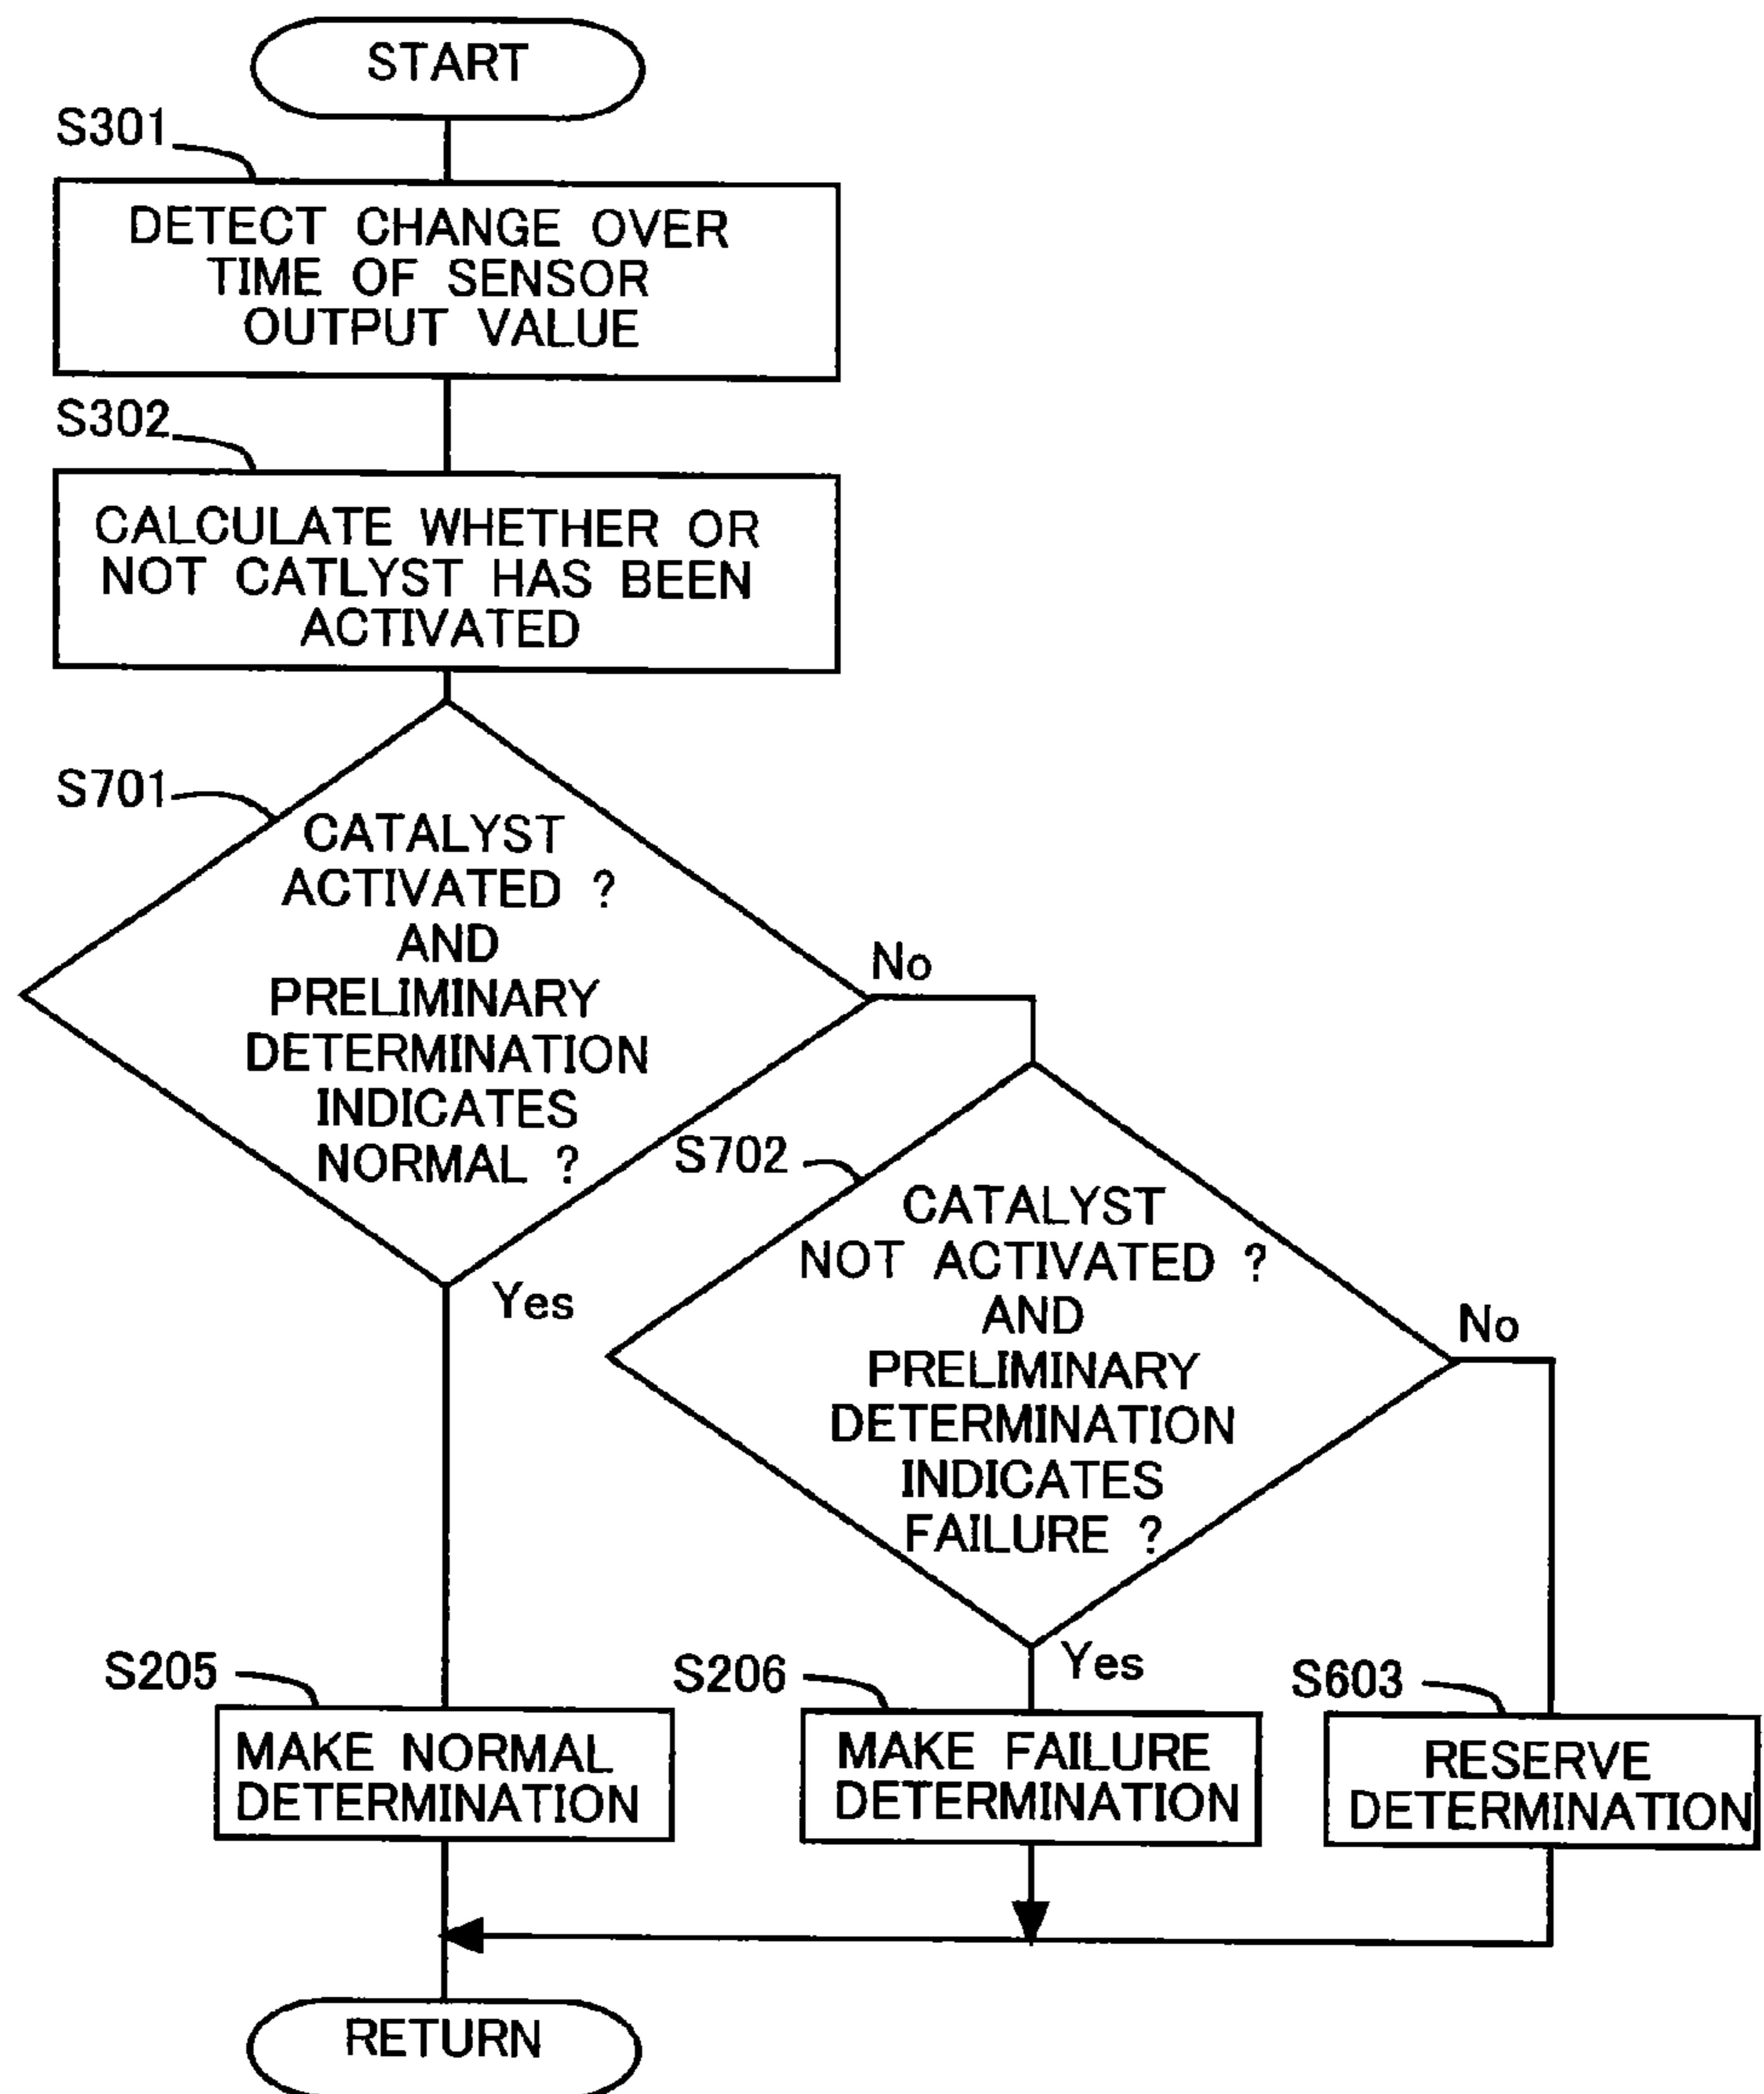 START
S301
DETECT CHANGE OVER
TIME OF SENSOR
OUTPUT VALUE
S302
CALCULATE WHETHER OR
NOT CATLYST HAS BEEN
ACTIVATED
S701
CATALYST
ACTIVATED ?
AND
PRELIMINARY
DETERMINATION
INDICATES
NORMAL ?
No
Yes
S702
CATALYST
NOT ACTIVATED ?
AND
PRELIMINARY
DETERMINATION
INDICATES
FAILURE ?
No
Yes
S205
MAKE NORMAL
DETERMINATION
S206
MAKE FAILURE
DETERMINATION
S603
RESERVE
DETERMINATION
RETURN